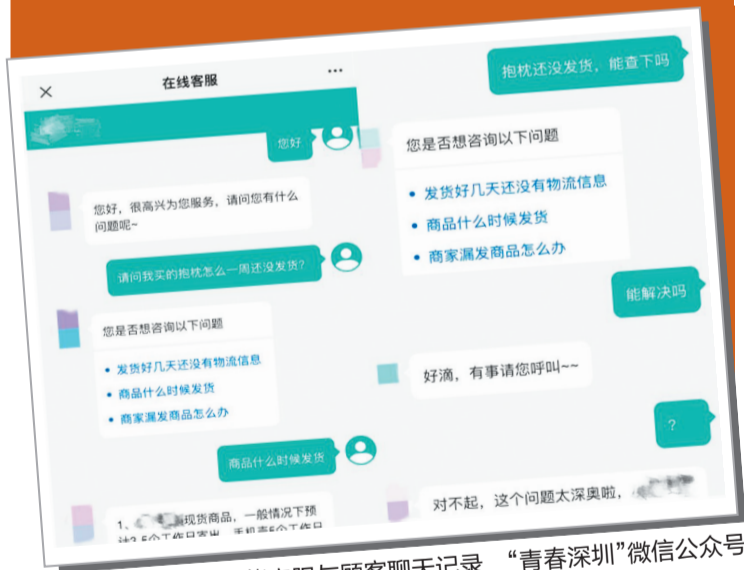 在线客服
您好
您好，很高兴为您服务，请问您有什么
问题呢~
请问我买的抱枕怎么一周还没发货？
您是否想咨询以下问题
• 发货好几天还没有物流信息
• 商品什么时候发货
• 商家漏发商品怎么办
商品什么时候发货
1、
现货商品，一般情况下预
抱枕还没发货，能查下吗
您是否想咨询以下问题
• 发货好几天还没有物流信息
• 商品什么时候发货
• 商家漏发商品怎么办
能解决吗
好滴，有事请您呼叫~~
？
对不起，这个问题太深奥啦，
与顾客聊天记录 “青春深圳”微信公众号